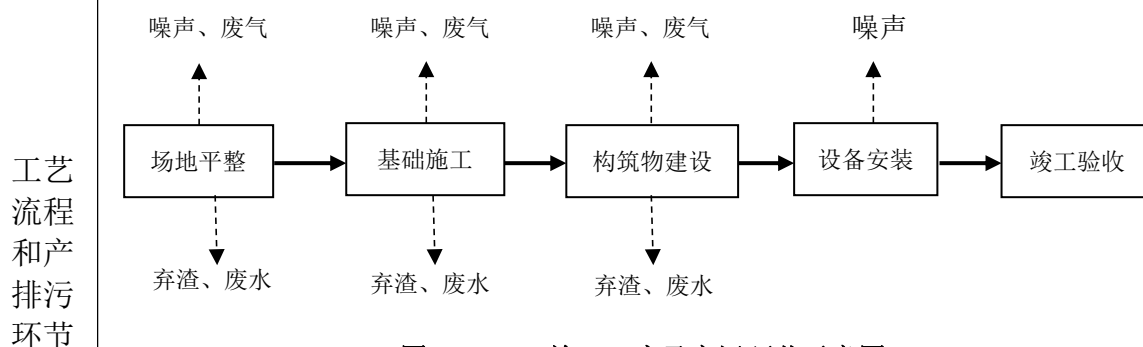 噪声、废气 噪声、废气 噪声、废气 噪声
场地平整 基础施工 构筑物建设 设备安装 竣工验收
弃渣、废水 弃渣、废水 弃渣、废水
工艺
流程
和产
排污
环节